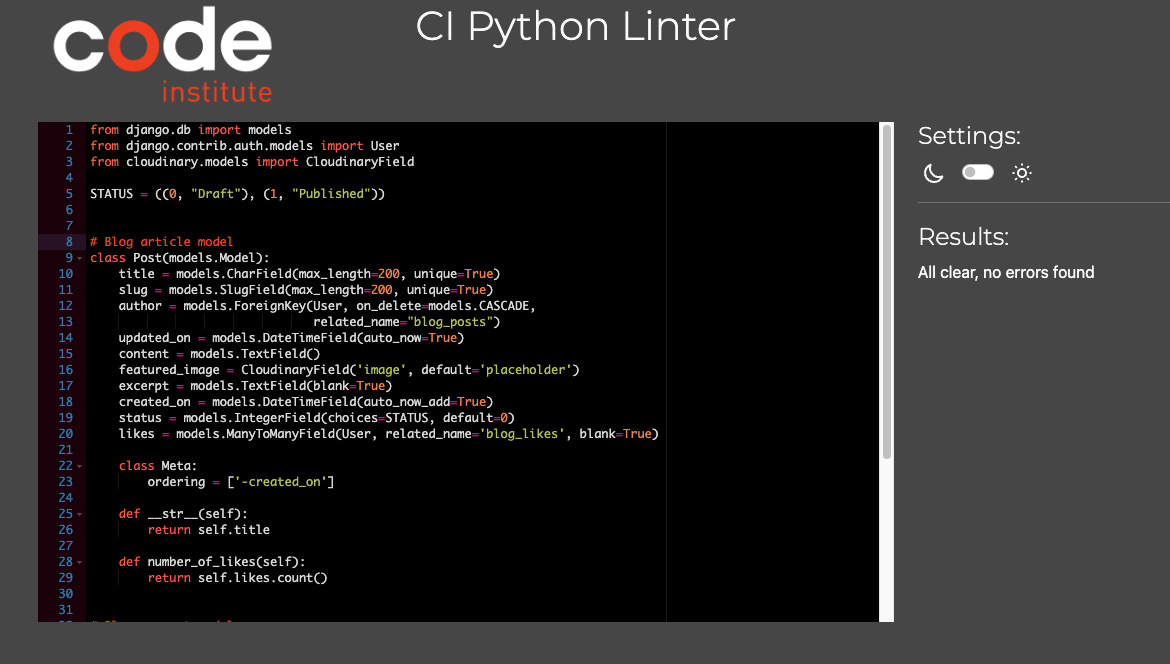 code
institute
CI Python Linter
1 from django.db import models
2 from django.contrib.auth.models import User
3 from cloudinary.models import CloudinaryField
4
5 STATUS = ((0, "Draft"), (1, "Published"))
6
7
8 # Blog article model
9 class Post(models.Model):
10 title = models.CharField(max_length=200, unique=True)
11 slug = models.SlugField(max_length=200, unique=True)
12 author = models.ForeignKey(User, on_delete=models.CASCADE,
13 related_name="blog_posts")
14 updated_on = models.DateTimeField(auto_now=True)
15 content = models.TextField()
16 featured_image = CloudinaryField('image', default='placeholder')
17 excerpt = models.TextField(blank=True)
18 created_on = models.DateTimeField(auto_now_add=True)
19 status = models.IntegerField(choices=STATUS, default=0)
20 likes = models.ManyToManyField(User, related_name='blog_likes', blank=True)
21
22 class Meta:
23 ordering = ['-created_on']
24
25 def __str__(self):
26 return self.title
27
28 def number_of_likes(self):
29 return self.likes.count()
30
31
Settings:
Results:
All clear, no errors found